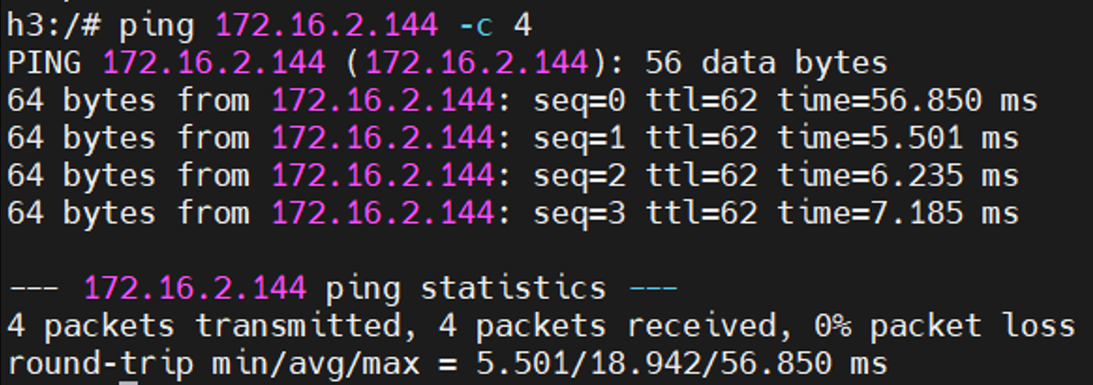 h3:/# ping 172.16.2.144 -c 4
PING 172.16.2.144 (172.16.2.144): 56 data bytes
64 bytes from 172.16.2.144: seq=0 ttl=62 time=56.850 ms
64 bytes from 172.16.2.144: seq=1 ttl=62 time=5.501 ms
64 bytes from 172.16.2.144: seq=2 ttl=62 time=6.235 ms
64 bytes from 172.16.2.144: seq=3 ttl=62 time=7.185 ms
--- 172.16.2.144 ping statistics ---
4 packets transmitted, 4 packets received, 0% packet loss
round-trip min/avg/max = 5.501/18.942/56.850 ms